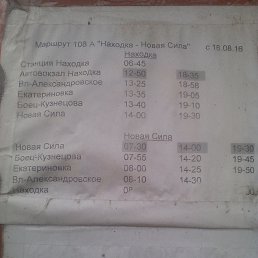 Маршрут 108 А "Находка - Новая Сила" с 16.08.16
Находка
Станция Находка 06-45
Автовокзал Находка 12-50 18-35
Вл-Александровское 13-25 18-58
Екатериновка 13-35 19-05
Боец-Кузнецова 13-40 19-10
Новая Сила 14-00 19-30
Новая Сила
Новая Сила 07-30 14-00 19-30
Боец-Кузнецова 07-55 14-20 19-45
Екатериновка 08-00 14-25 19-50
Вл-Александровское 08-10 14-30
Находка